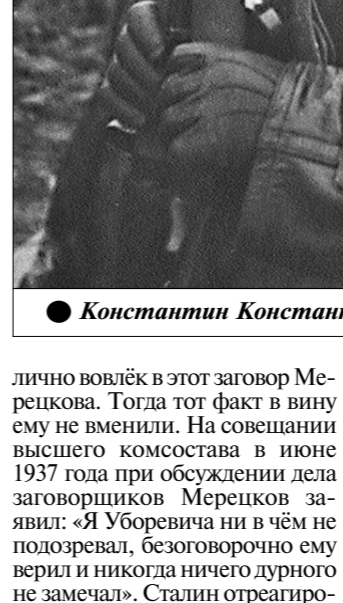 ● Константин Констан
лично вовлёк в этот заговор Ме-
рецкова. Тогда тот факт в вину
ему не вменили. На совещании
высшего комсостава в июне
1937 года при обсуждении дела
заговорщиков Мерецков за-
явил: «Я Уборевича ни в чём не
подозревал, безоговорочно ему
верил и никогда ничего дурного
не замечал». Сталин отреагиро-